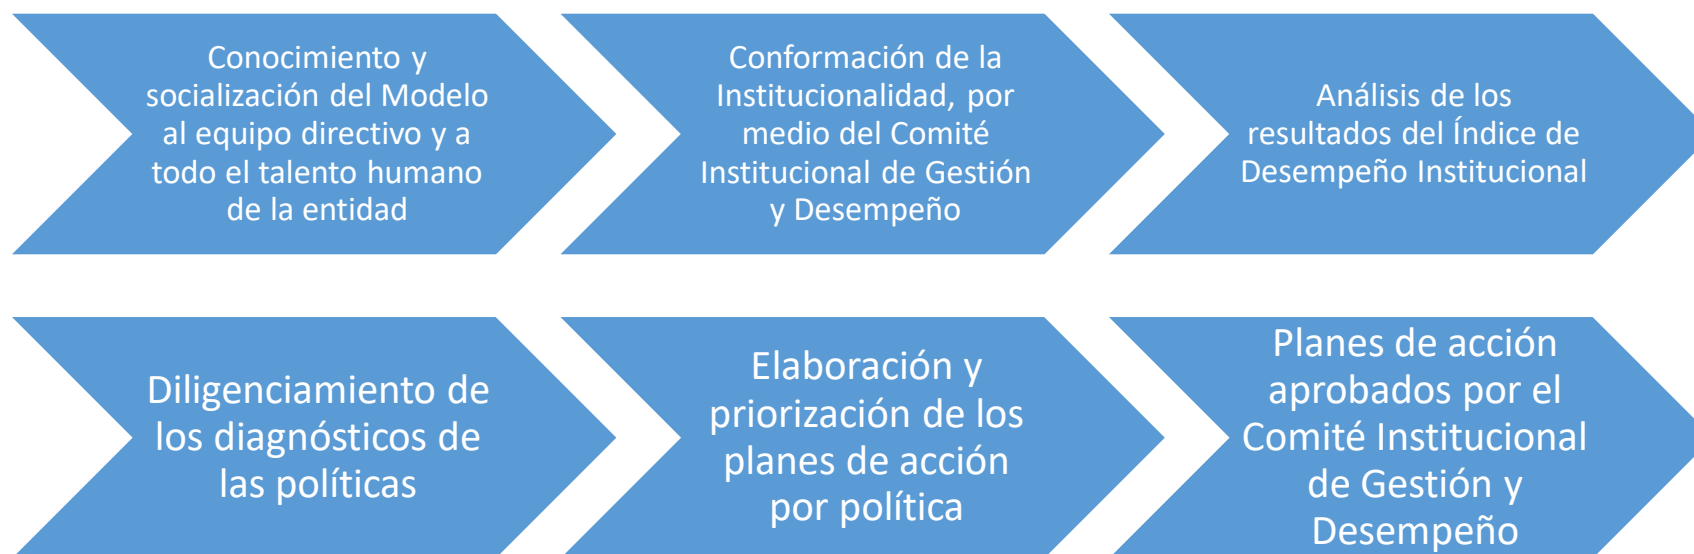 Conocimiento y
socialización del Modelo
al equipo directivo y a
todo el talento humano
de la entidad
Conformación de la
Institucionalidad, por
medio del Comité
Institucional de Gestión
y Desempeño
Análisis de los
resultados del Índice de
Desempeño Institucional
Diligenciamiento de
los diagnósticos de
las políticas
Elaboración y
priorización de los
planes de acción
por política
Planes de acción
aprobados por el
Comité Institucional
de Gestión y
Desempeño